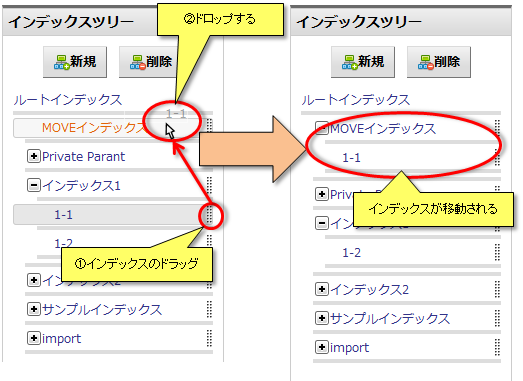 インデックスツリー
②ドロップする
新規
削除
ルートインデックス
1-1
MOVEインデックス
Private Parant
インデックス1
1-1
1-2
①インデックスのドラッグ
インデックス2
サンプルインデックス
import
インデックスツリー
新規
削除
ルートインデックス
MOVEインデックス
1-1
Private
インデックスが移動される
1-2
インデックス2
サンプルインデックス
import